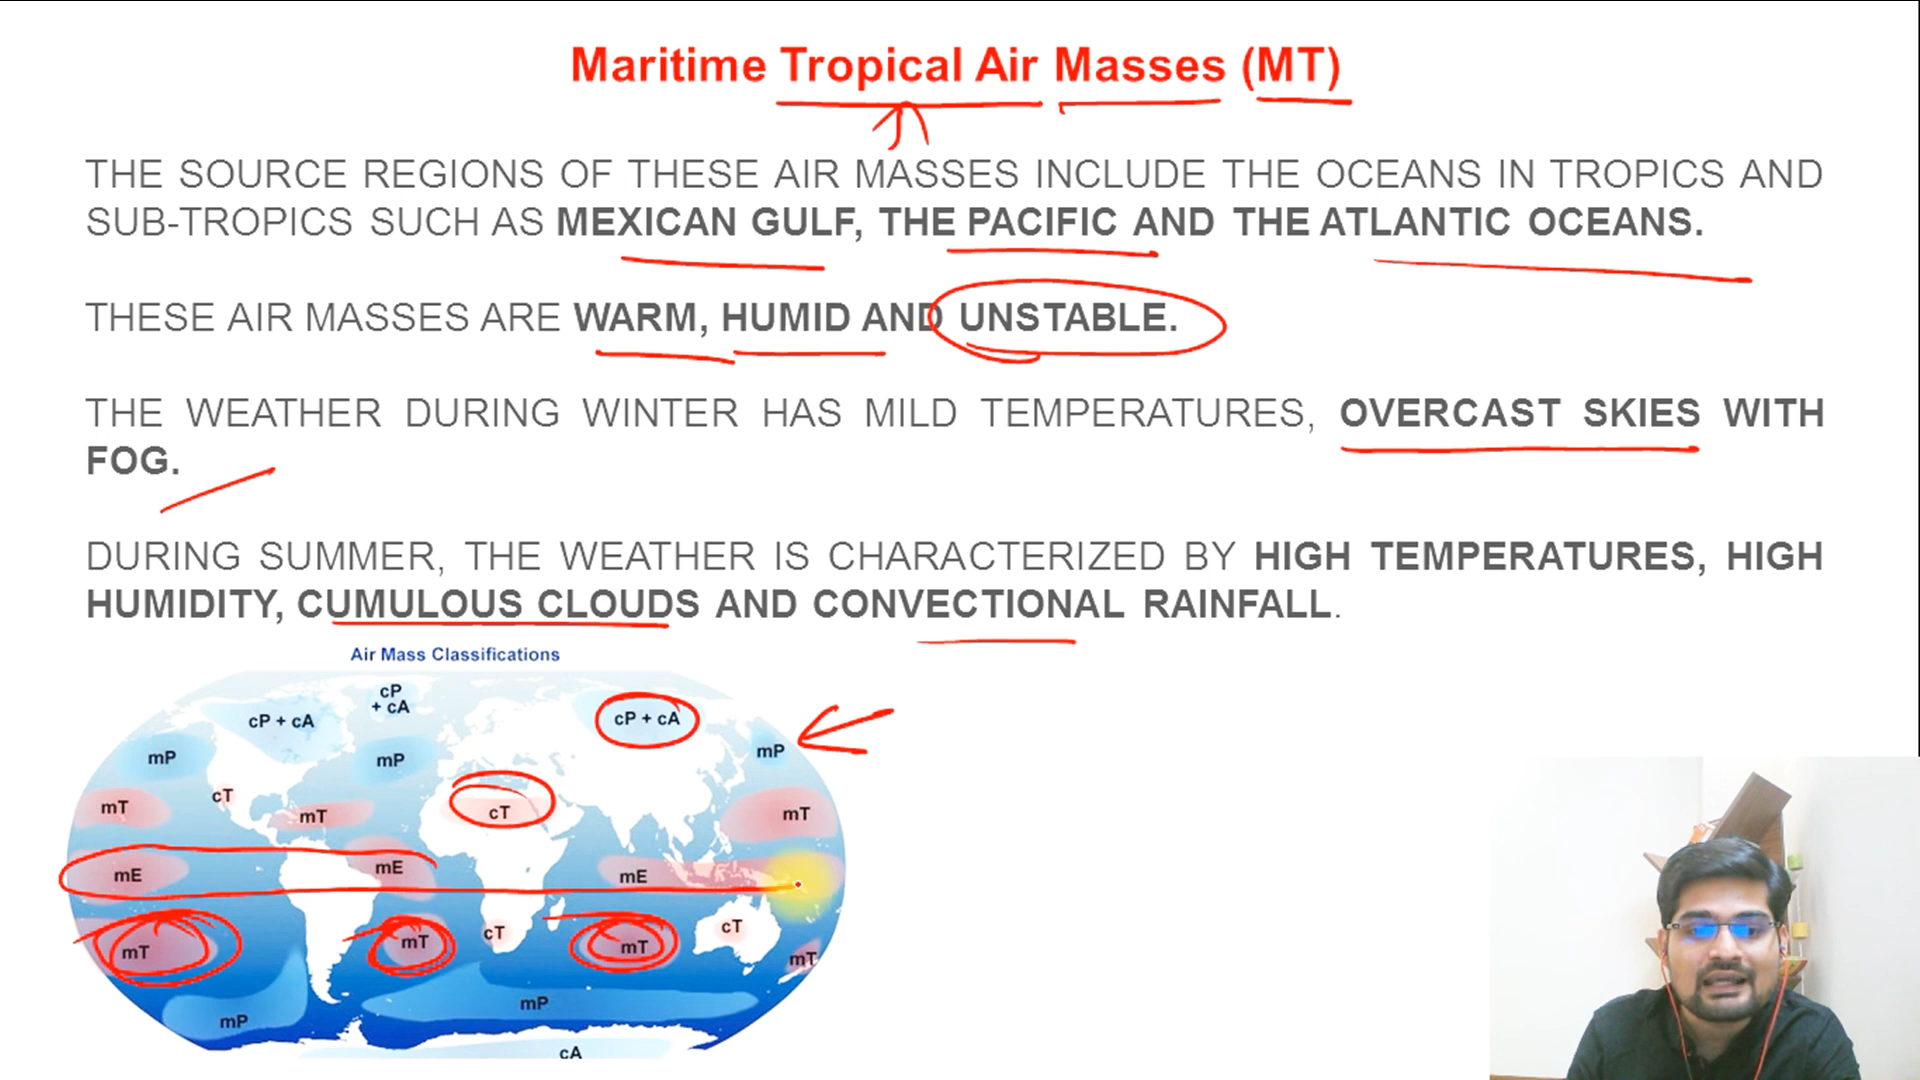 Maritime Tropical Air Masses (MT)
THE SOURCE REGIONS OF THESE AIR MASSES INCLUDE THE OCEANS IN TROPICS AND
SUB-TROPICS SUCH AS MEXICAN GULF, THE PACIFIC AND THE ATLANTIC OCEANS.
THESE AIR MASSES ARE WARM, HUMID AND UNSTABLE.
THE WEATHER DURING WINTER HAS MILD TEMPERATURES, OVERCAST SKIES WITH
FOG.
DURING SUMMER, THE WEATHER IS CHARACTERIZED BY HIGH TEMPERATURES, HIGH
HUMIDITY, CUMULOUS CLOUDS AND CONVECTIONAL RAINFALL.
Air Mass Classifications
cP
+ cA
cP + cA
cP + cA
mP
mP
mP
cT
mT
mT
cT
mT
mE
mE
mE
mT
mT
cT
mT
cT
mT
mP
mP
cA